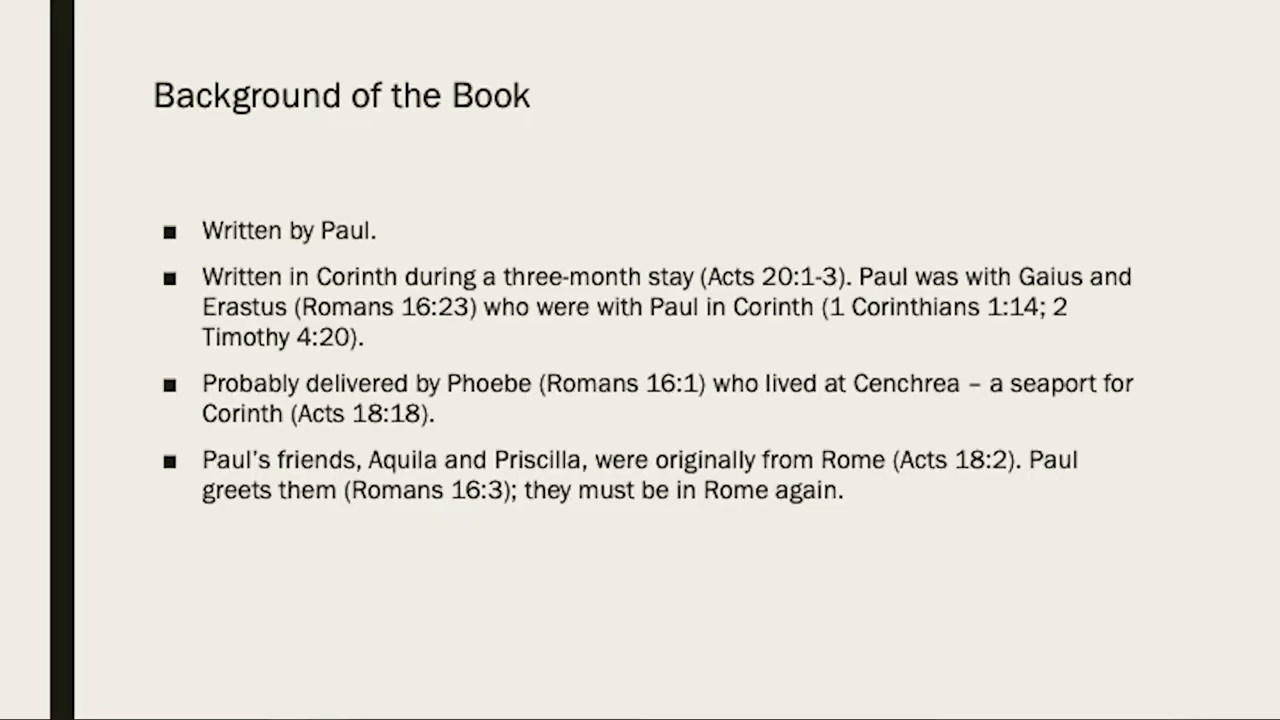 Background of the Book
■ Written by Paul.
■ Written in Corinth during a three-month stay (Acts 20:1-3). Paul was with Gaius and
Erastus (Romans 16:23) who were with Paul in Corinth (1 Corinthians 1:14; 2
Timothy 4:20).
■ Probably delivered by Phoebe (Romans 16:1) who lived at Cenchrea – a seaport for
Corinth (Acts 18:18).
■ Paul’s friends, Aquila and Priscilla, were originally from Rome (Acts 18:2). Paul
greets them (Romans 16:3); they must be in Rome again.